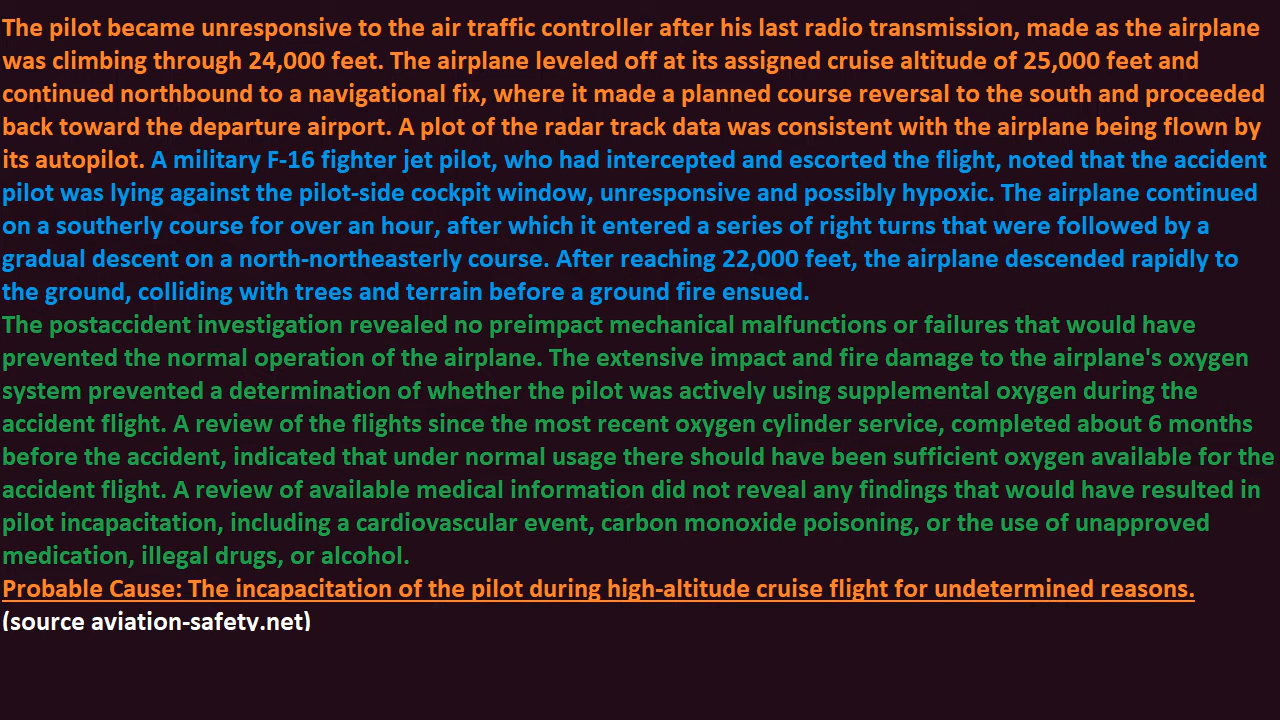 The pilot became unresponsive to the air traffic controller after his last radio transmission, made as the airplane
was climbing through 24,000 feet. The airplane leveled off at its assigned cruise altitude of 25,000 feet and
continued northbound to a navigational fix, where it made a planned course reversal to the south and proceeded
back toward the departure airport. A plot of the radar track data was consistent with the airplane being flown by
its autopilot. A military F-16 fighter jet pilot, who had intercepted and escorted the flight, noted that the accident
pilot was lying against the pilot-side cockpit window, unresponsive and possibly hypoxic. The airplane continued
on a southerly course for over an hour, after which it entered a series of right turns that were followed by a
gradual descent on a north-northeasterly course. After reaching 22,000 feet, the airplane descended rapidly to
the ground, colliding with trees and terrain before a ground fire ensued.
The postaccident investigation revealed no preimpact mechanical malfunctions or failures that would have
prevented the normal operation of the airplane. The extensive impact and fire damage to the airplane's oxygen
system prevented a determination of whether the pilot was actively using supplemental oxygen during the
accident flight. A review of the flights since the most recent oxygen cylinder service, completed about 6 months
before the accident, indicated that under normal usage there should have been sufficient oxygen available for the
accident flight. A review of available medical information did not reveal any findings that would have resulted in
pilot incapacitation, including a cardiovascular event, carbon monoxide poisoning, or the use of unapproved
medication, illegal drugs, or alcohol.
Probable Cause: The incapacitation of the pilot during high-altitude cruise flight for undetermined reasons.
(source aviation-safety.net)